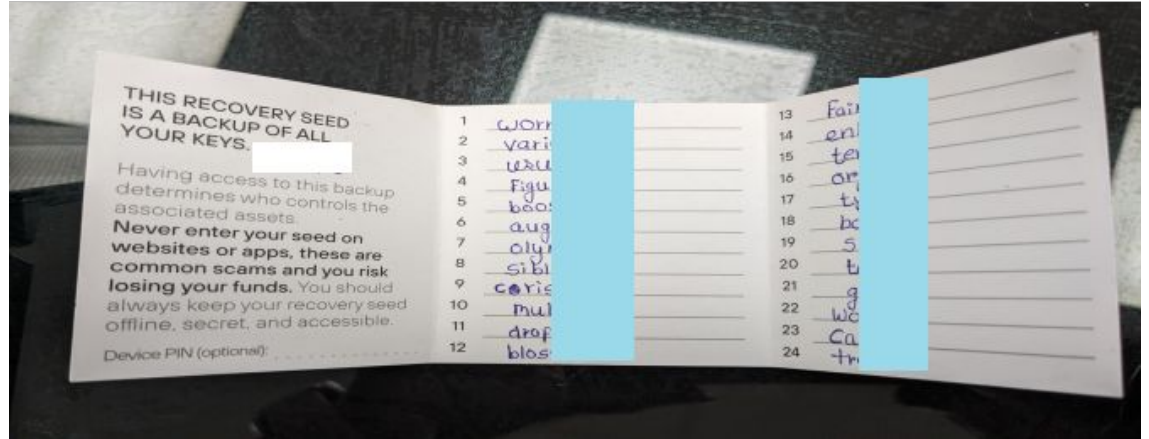 THIS RECOVERY SEED
IS A BACKUP OF ALL
YOUR KEYS.
Having access to this backup
determines who controls the
associated assets.
Never enter your seed on
websites or apps, these are
common scams and you risk
losing your funds. You should
always keep your recovery seed
offline, secret, and accessible.
Device PIN (optional):
1 worr
2 vari
3 usu
4 Figu
5 boos
6 aug
7 oly
8 sibl
9
10 mul
11 drop
12 blos
13 Fai
14 en
15 te
16 or
17 t
18 bo
19 s
20 t
21 g
22 wo
23 Ca
24 tr